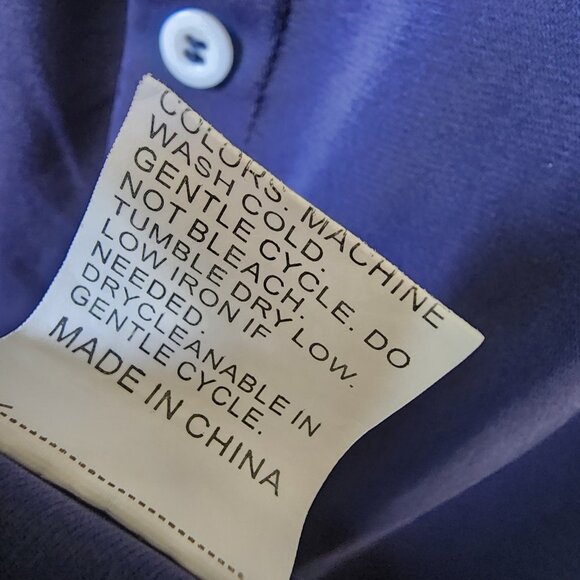 COLORS. MACHINE
WASH COLD.
GENTLE CYCLE. DO
NOT BLEACH.
TUMBLE DRY LOW.
LOW IRON IF
NEEDED.
DRYCLEANABLE IN
GENTLE CYCLE.
MADE IN CHINA